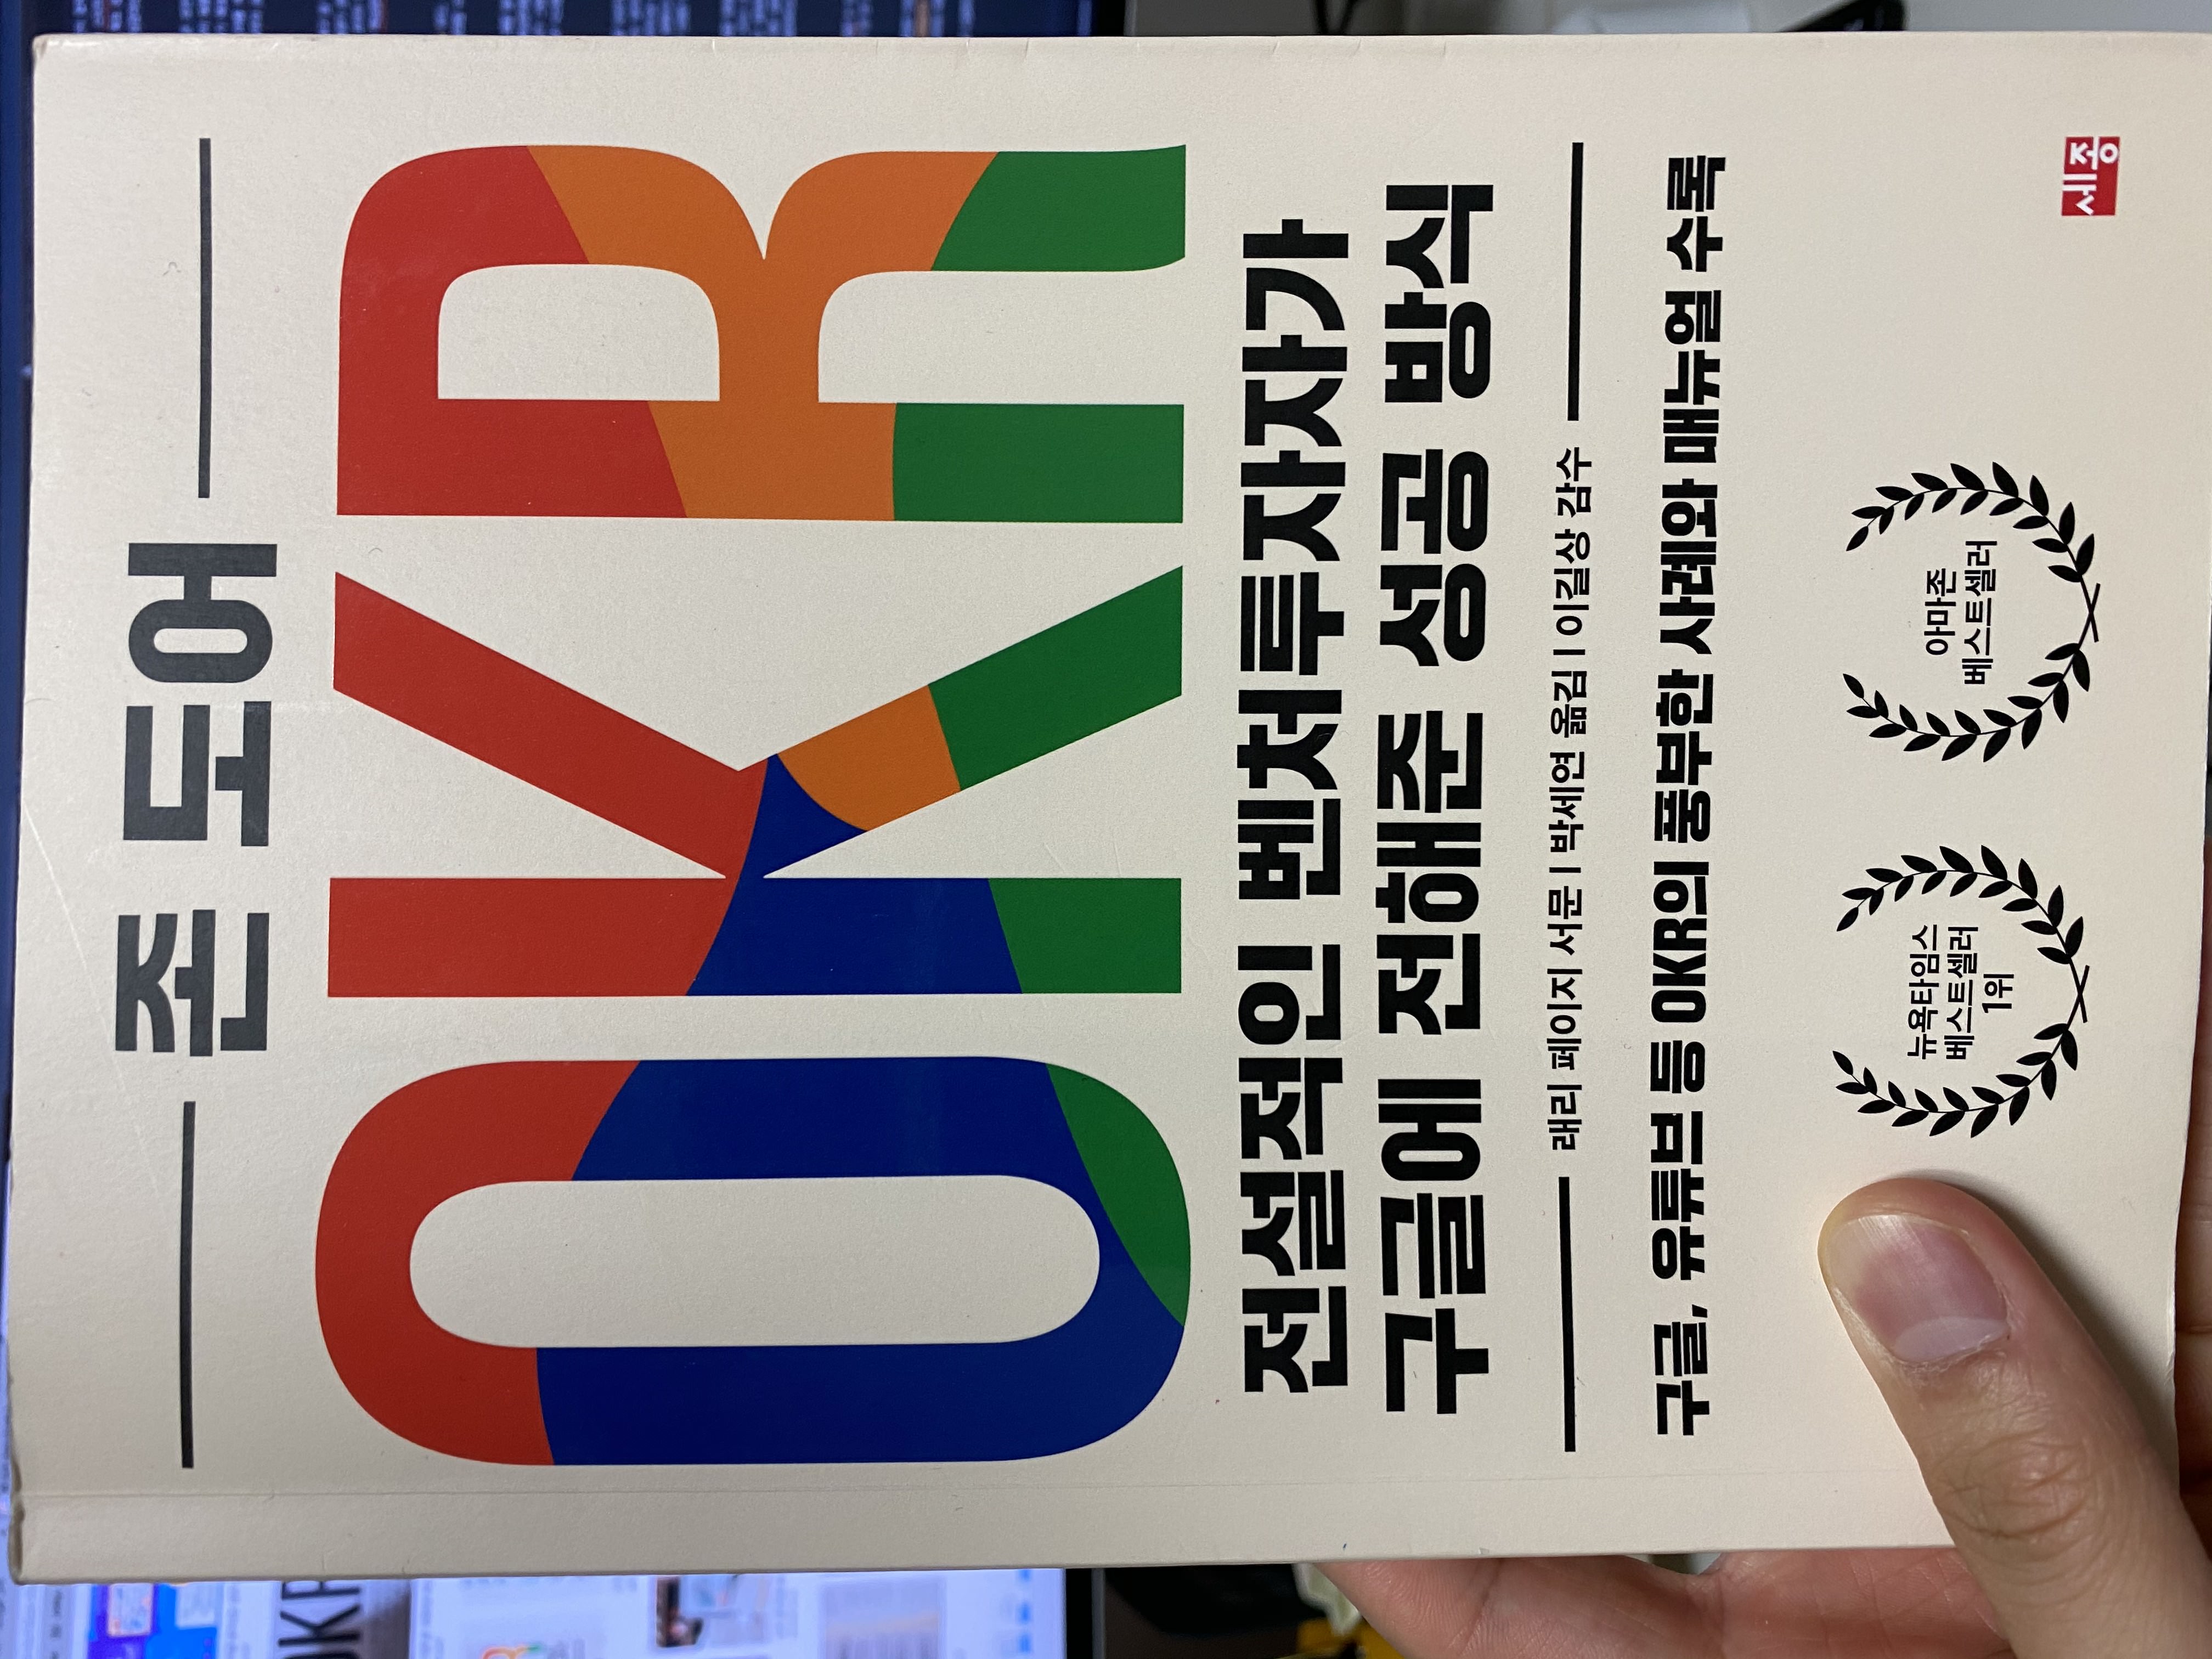 존 도어
OKR
전설적인 벤처투자자가
구글에 전해준 성공 방식
래리 페이지 서문 | 박세연 옮김 | 이길상 감수
구글, 유튜브 등 OKR의 풍부한 사례와 매뉴얼 수록
뉴욕타임스
베스트셀러
1위
아마존
베스트셀러
세종